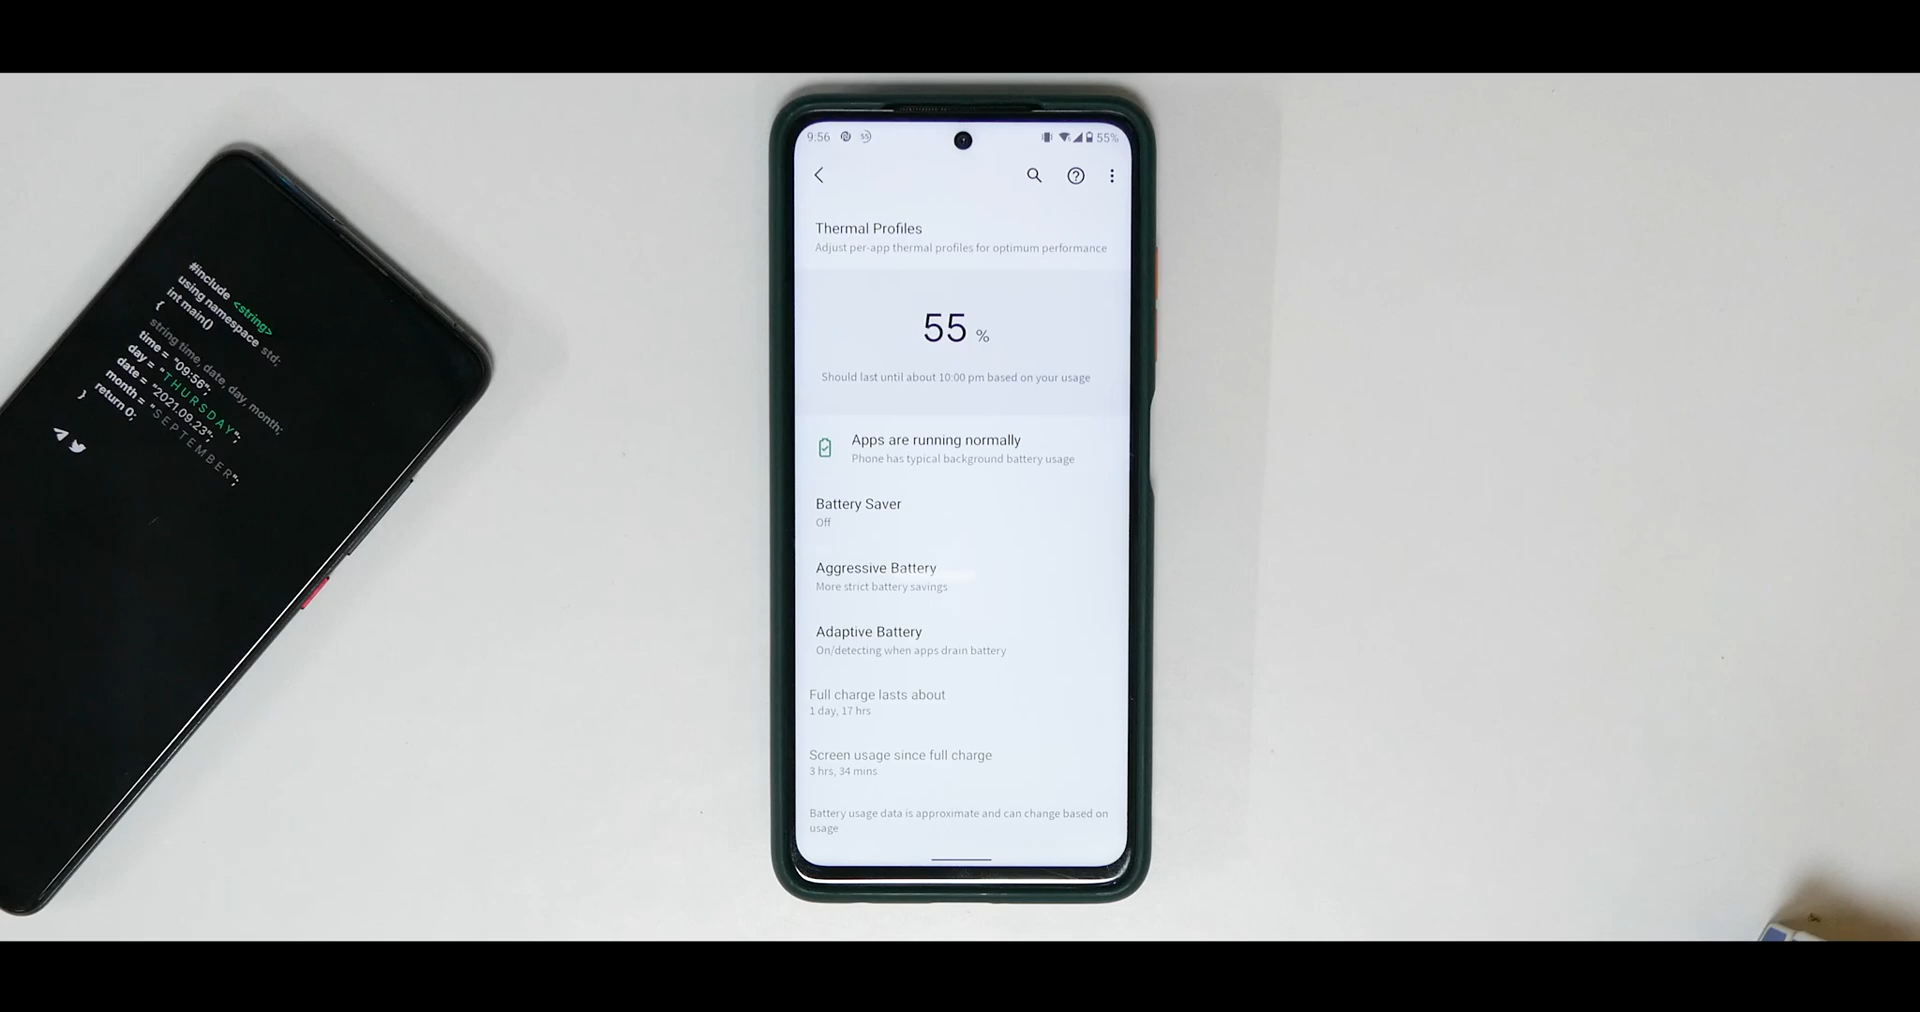 #include <string>
using namespace std;
int main()
{
string time, date, day, month;
time = "09:56";
day = "THURSDAY";
date = "2021.09.23";
month = "SEPTEMBER";
return 0;
}
9:56 55 55%
Thermal Profiles
Adjust per-app thermal profiles for optimum performance
55 %
Should last until about 10:00 pm based on your usage
Apps are running normally
Phone has typical background battery usage
Battery Saver
Off
Aggressive Battery
More strict battery savings
Adaptive Battery
On/detecting when apps drain battery
Full charge lasts about
1 day, 17 hrs
Screen usage since full charge
3 hrs, 34 mins
Battery usage data is approximate and can change based on
usage